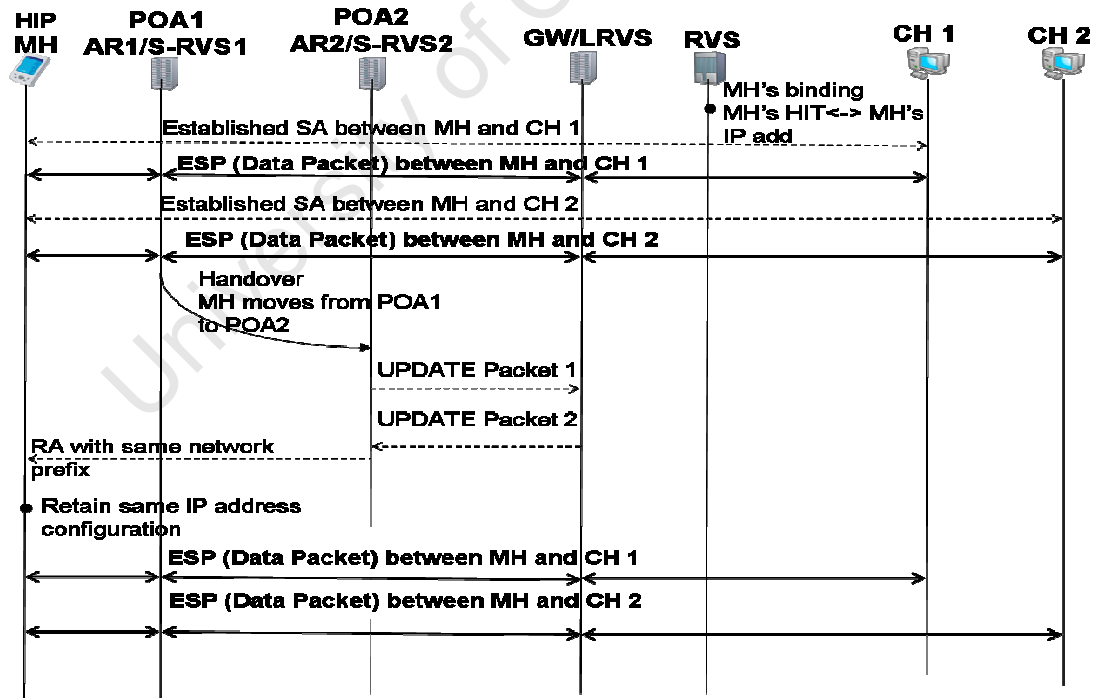 HIP
MH
POA1
AR1/S-RVS1
POA2
AR2/S-RVS2
GW/LRVS
RVS
CH 1
CH 2
MH's binding
MH's HIT<-> MH's
IP add
Established SA between MH and CH 1
ESP (Data Packet) between MH and CH 1
Established SA between MH and CH 2
ESP (Data Packet) between MH and CH 2
Handover
MH moves from POA1
to POA2
UPDATE Packet 1
UPDATE Packet 2
RA with same network
prefix
Retain same IP address
configuration
ESP (Data Packet) between MH and CH 1
ESP (Data Packet) between MH and CH 2
University of C